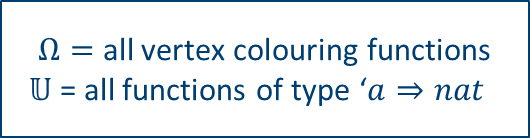 Ω = all vertex colouring functions
𝕌 = all functions of type ‘a ⇒ nat